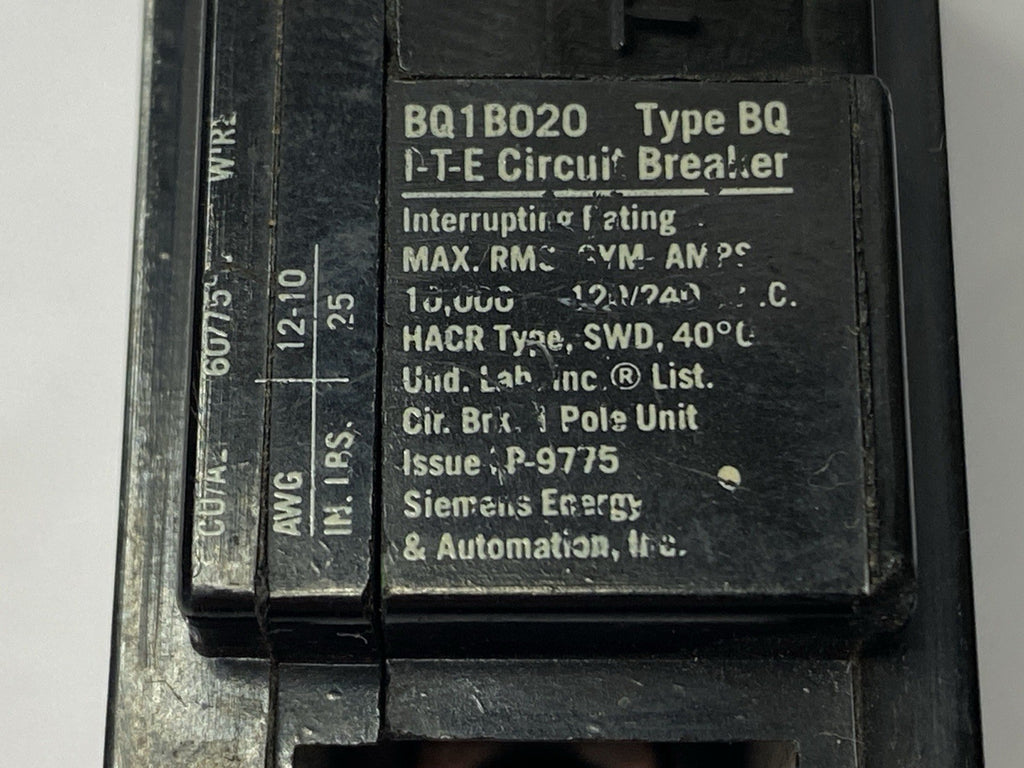 BQ1B020 Type BQ
I-T-E Circuit Breaker
Interrupting Rating
MAX. RMS SYM. AMPS
10,000 120/240
HACR Type, SWD, 40°C
Und. Lab. Inc. ® List.
Cir. Brk. 1 Pole Unit
Issue P-9775
Siemens Energy
& Automation, Inc.
CU/AL 60/75° WIRE
AWG 12-10
IN. LBS. 25